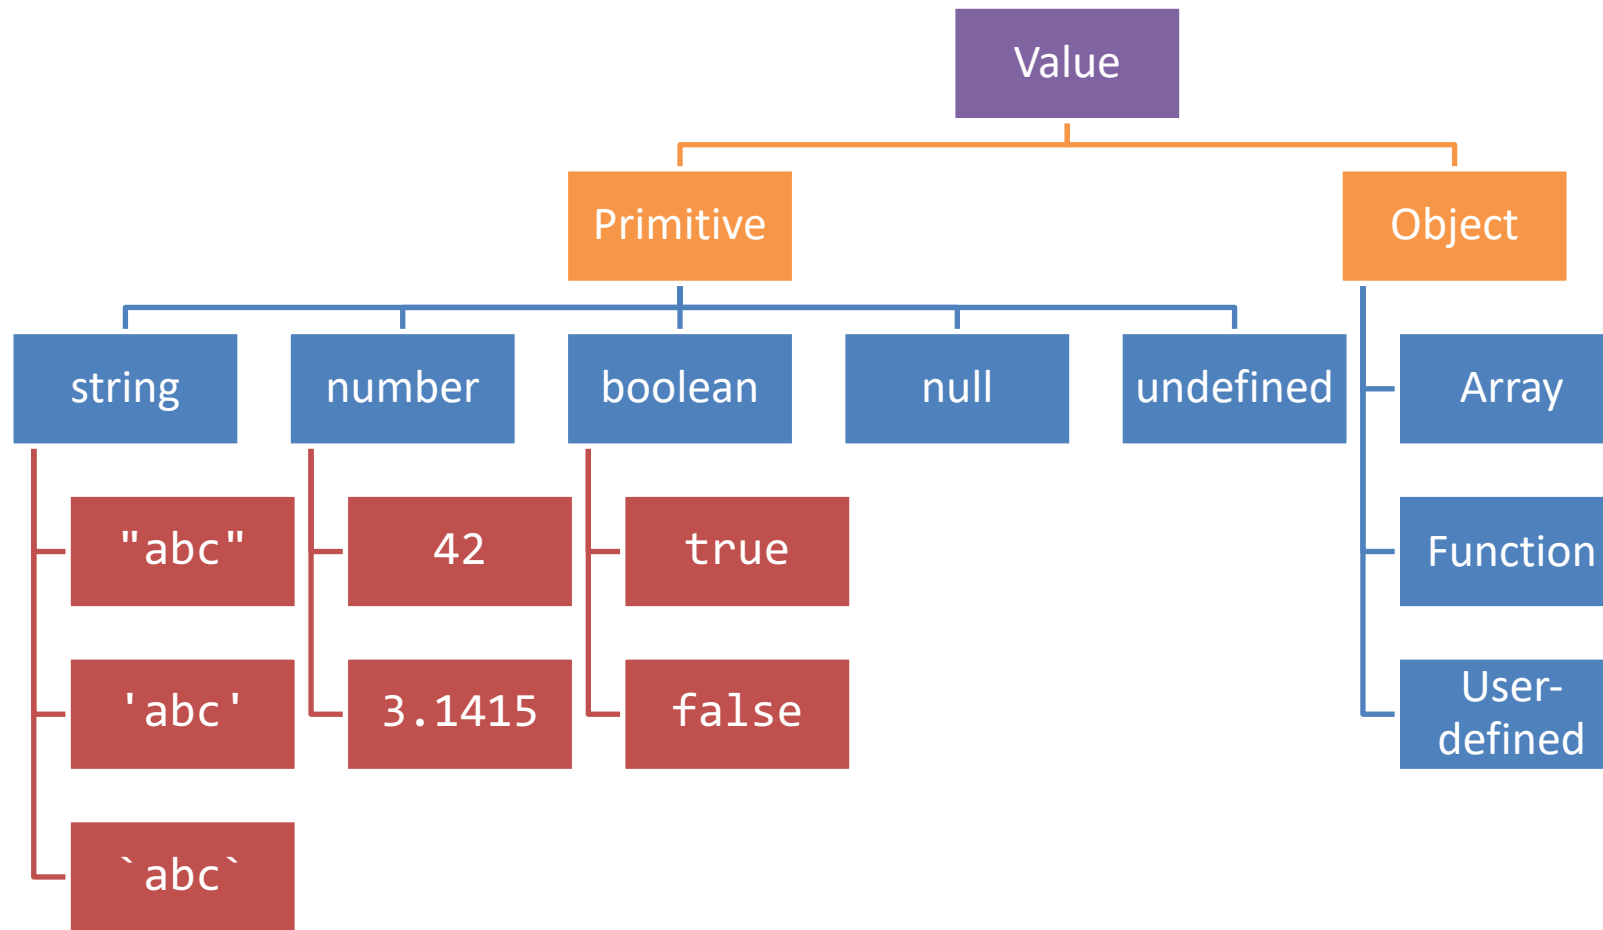 Value
Primitive
Object
string
number
boolean
null
undefined
Array
"abc"
42
true
Function
'abc'
3.1415
false
User-
defined
`abc`